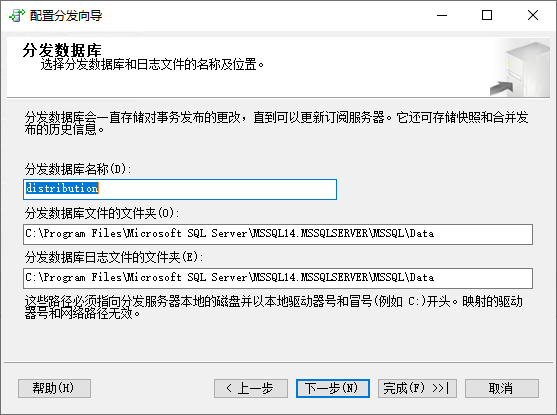 配置分发向导
分发数据库
选择分发数据库和日志文件的名称及位置。
分发数据库会一直存储对事务发布的更改，直到可以更新订阅服务器。它还可存储快照和合并发
布的历史信息。
分发数据库名称(D):
distribution
分发数据库文件的文件夹(O):
C:\Program Files\Microsoft SQL Server\MSSQL14.MSSQLSERVER\MSSQL\Data
分发数据库日志文件的文件夹(E):
C:\Program Files\Microsoft SQL Server\MSSQL14.MSSQLSERVER\MSSQL\Data
这些路径必须指向分发服务器本地的磁盘并以本地驱动器号和冒号(例如 C:)开头。映射的驱动
器号和网络路径无效。
帮助(H) < 上一步 下一步(N) 完成(F) >>| 取消